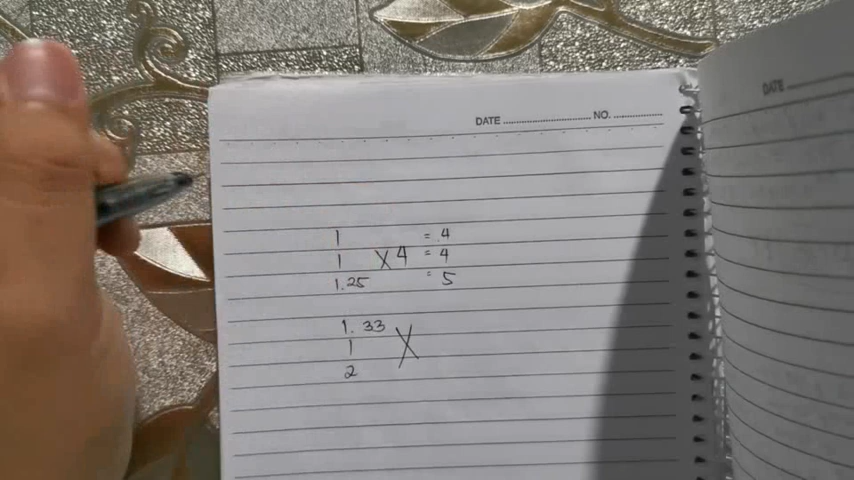 DATE ........................... NO. ...............
DATE
1 = 4
1 X 4 = 4
1.25 = 5
1.33
1 X
2